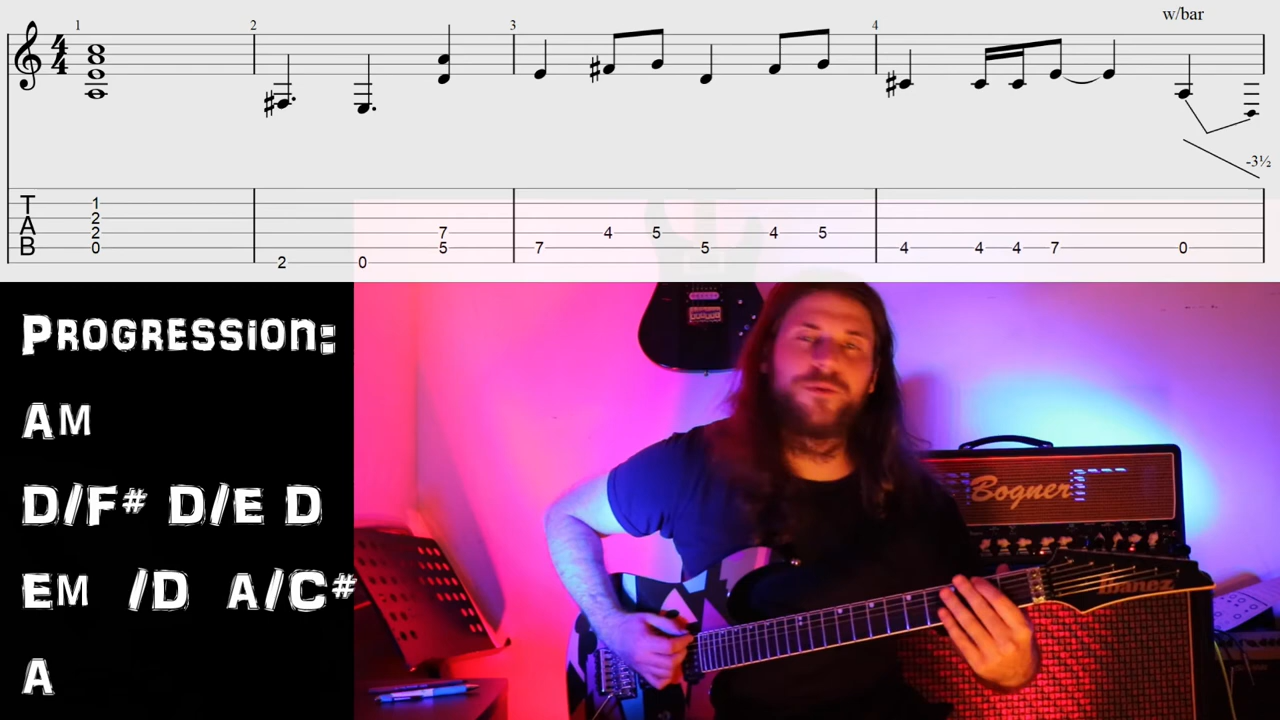 w/bar
1 2 3 4
4
4
-3½
T
A
B
1
2 7 4 5 4 5
2
0 5 7 5 4 4 4 7 0
2 0
Progression:
Am
D/F# D/E D
Em /D A/C#
A
Bogner
Ibanez